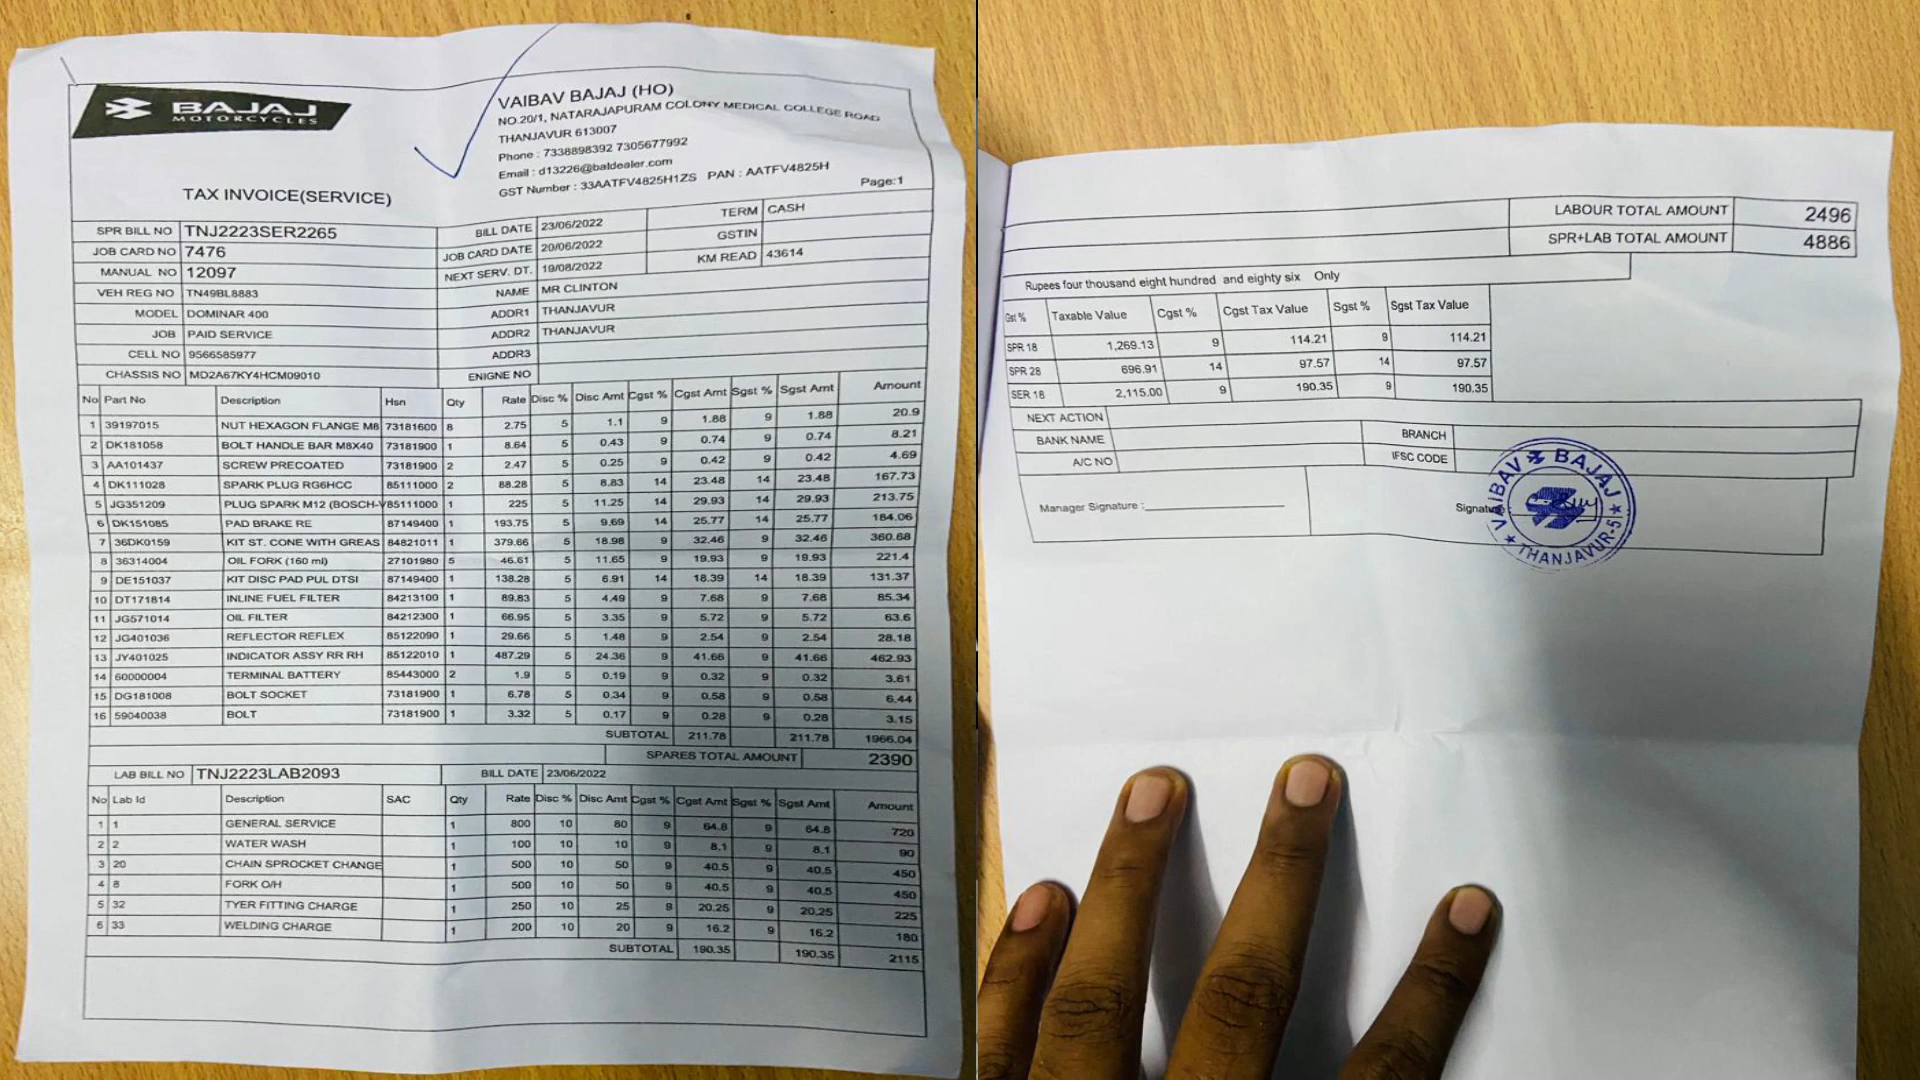 BAJAJ
MOTORCYCLES
VAIBAV BAJAJ (HO)
NO.20/1, NATARAJAPURAM COLONY MEDICAL COLLEGE ROAD
THANJAVUR 613007
Phone : 7338898392 7305677992
Email : d13226@baldealer.com
GST Number : 33AATFV4825H1ZS PAN : AATFV4825H
TAX INVOICE(SERVICE)
Page:1
SPR BILL NO TNJ2223SER2265 BILL DATE 23/06/2022 TERM CASH
JOB CARD NO 7476 JOB CARD DATE 20/06/2022 GSTIN
MANUAL NO 12097 NEXT SERV. DT. 19/08/2022 KM READ 43614
VEH REG NO TN49BL8883 NAME MR CLINTON
MODEL DOMINAR 400 ADDR1 THANJAVUR
JOB PAID SERVICE ADDR2 THANJAVUR
CELL NO 9566585977 ADDR3
CHASSIS NO MD2A67KY4HCM09010 ENIGNE NO
No Part No Description Hsn Qty Rate Disc % Disc Amt Cgst % Cgst Amt Sgst % Sgst Amt Amount
1 39197015 NUT HEXAGON FLANGE M8 73181600 8 2.75 5 1.1 9 1.88 9 1.88 20.9
2 DK181058 BOLT HANDLE BAR M8X40 73181900 1 8.64 5 0.43 9 0.74 9 0.74 8.21
3 AA101437 SCREW PRECOATED 73181900 2 2.47 5 0.25 9 0.42 9 0.42 4.69
4 DK111028 SPARK PLUG RG6HCC 85111000 2 88.28 5 8.83 14 23.48 14 23.48 167.73
5 JG351209 PLUG SPARK M12 (BOSCH-V 85111000 1 225 5 11.25 14 29.93 14 29.93 213.75
6 DK151085 PAD BRAKE RE 87149400 1 193.75 5 9.69 14 25.77 14 25.77 184.06
7 36DK0159 KIT ST. CONE WITH GREAS 84821011 1 379.66 5 18.98 9 32.46 9 32.46 360.68
8 36314004 OIL FORK (160 ml) 27101980 5 46.61 5 11.65 9 19.93 9 19.93 221.4
9 DE151037 KIT DISC PAD PUL DTSI 87149400 1 138.28 5 6.91 14 18.39 14 18.39 131.37
10 DT171814 INLINE FUEL FILTER 84213100 1 89.83 5 4.49 9 7.68 9 7.68 85.34
11 JG571014 OIL FILTER 84212300 1 66.95 5 3.35 9 5.72 9 5.72 63.6
12 JG401036 REFLECTOR REFLEX 85122090 1 29.66 5 1.48 9 2.54 9 2.54 28.18
13 JY401025 INDICATOR ASSY RR RH 85122010 1 487.29 5 24.36 9 41.66 9 41.66 462.93
14 60000004 TERMINAL BATTERY 85443000 2 1.9 5 0.19 9 0.32 9 0.32 3.61
15 DG181008 BOLT SOCKET 73181900 1 6.78 5 0.34 9 0.58 9 0.58 6.44
16 59040038 BOLT 73181900 1 3.32 5 0.17 9 0.28 9 0.28 3.15
SUBTOTAL 211.78 211.78 1966.04
SPARES TOTAL AMOUNT 2390
LAB BILL NO TNJ2223LAB2093 BILL DATE 23/06/2022
No Lab Id Description SAC Qty Rate Disc % Disc Amt Cgst % Cgst Amt Sgst % Sgst Amt Amount
1 1 GENERAL SERVICE 1 800 10 80 9 64.8 9 64.8 720
2 2 WATER WASH 1 100 10 10 9 8.1 9 8.1 90
3 20 CHAIN SPROCKET CHANGE 1 500 10 50 9 40.5 9 40.5 450
4 8 FORK O/H 1 500 10 50 9 40.5 9 40.5 450
5 32 TYER FITTING CHARGE 1 250 10 25 9 20.25 9 20.25 225
6 33 WELDING CHARGE 1 200 10 20 9 16.2 9 16.2 180
SUBTOTAL 190.35 190.35 2115
LABOUR TOTAL AMOUNT 2496
SPR+LAB TOTAL AMOUNT 4886
Rupees four thousand eight hundred and eighty six Only
Gst % Taxable Value Cgst % Cgst Tax Value Sgst % Sgst Tax Value
SPR 18 1,269.13 9 114.21 9 114.21
SPR 28 696.91 14 97.57 14 97.57
SER 18 2,115.00 9 190.35 9 190.35
NEXT ACTION
BANK NAME BRANCH
A/C NO IFSC CODE
Manager Signature : Signature
VAIBAV BAJAJ
THANJAVUR-5